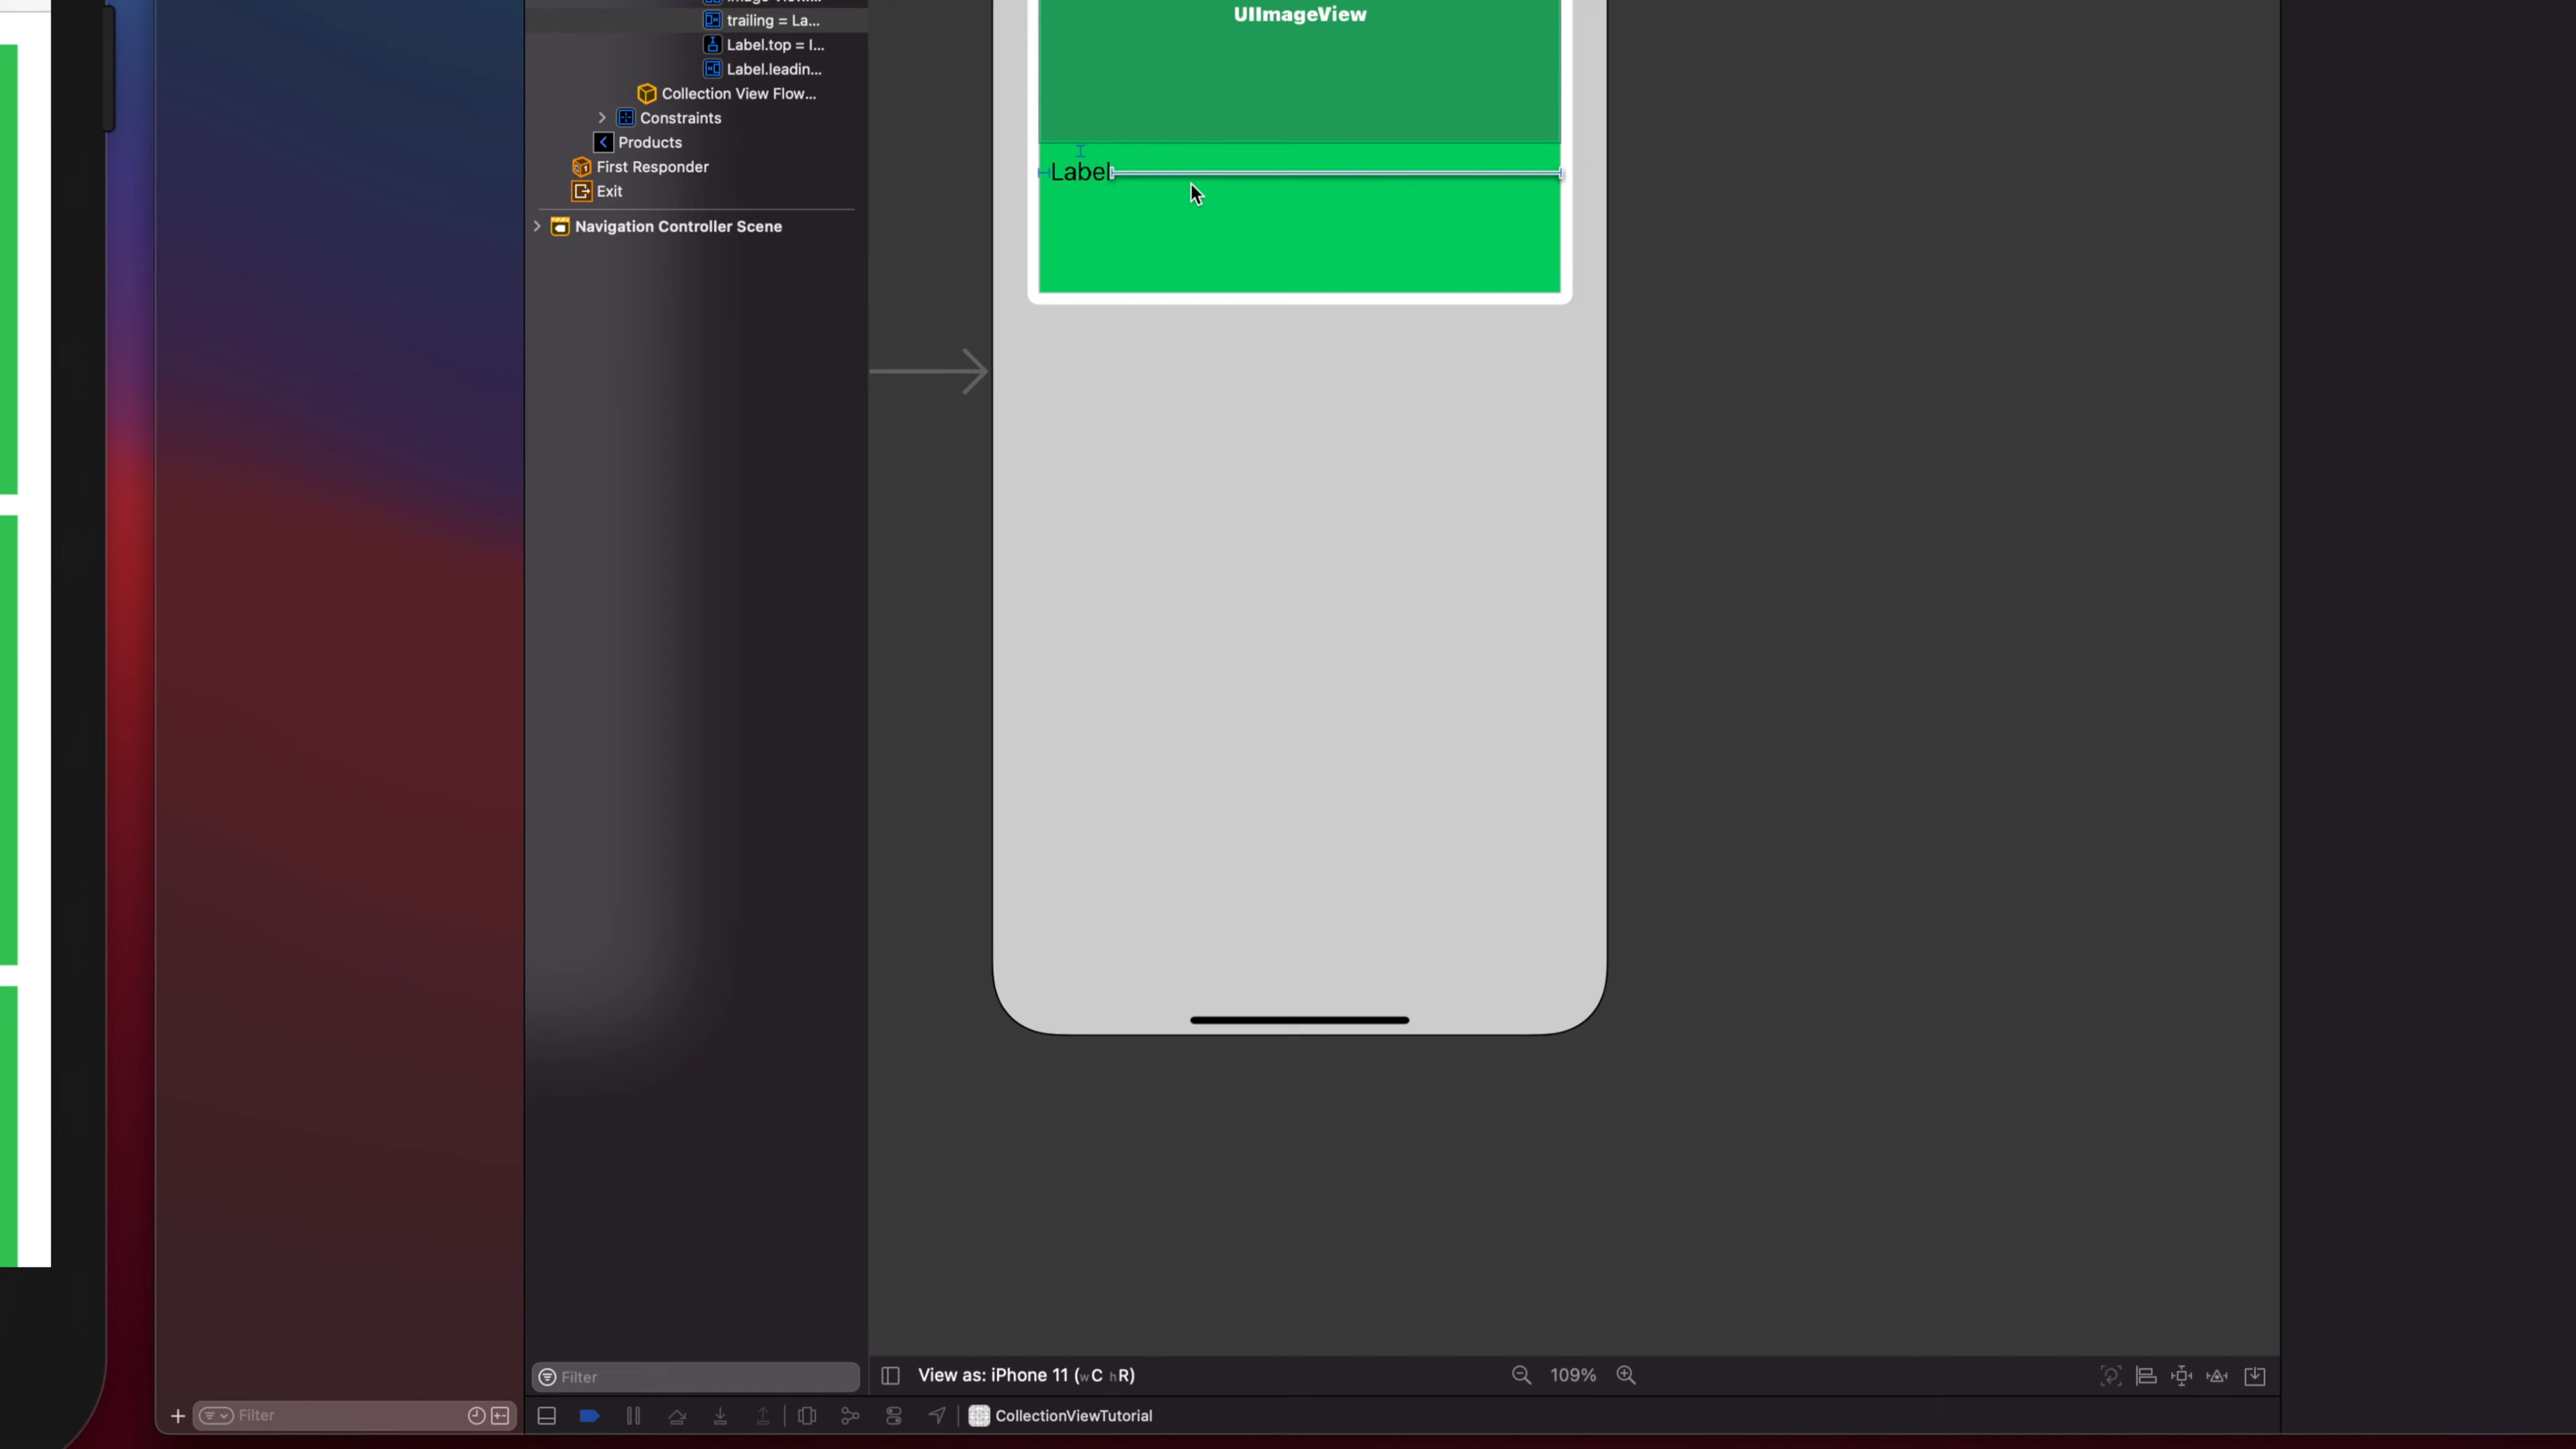 trailing = La...
Label.top = I...
Label.leadin...
Collection View Flow...
Constraints
Products
First Responder
Exit
Navigation Controller Scene
UIImageView
Label
Filter
View as: iPhone 11 (wC hR)
109%
Filter
CollectionViewTutorial